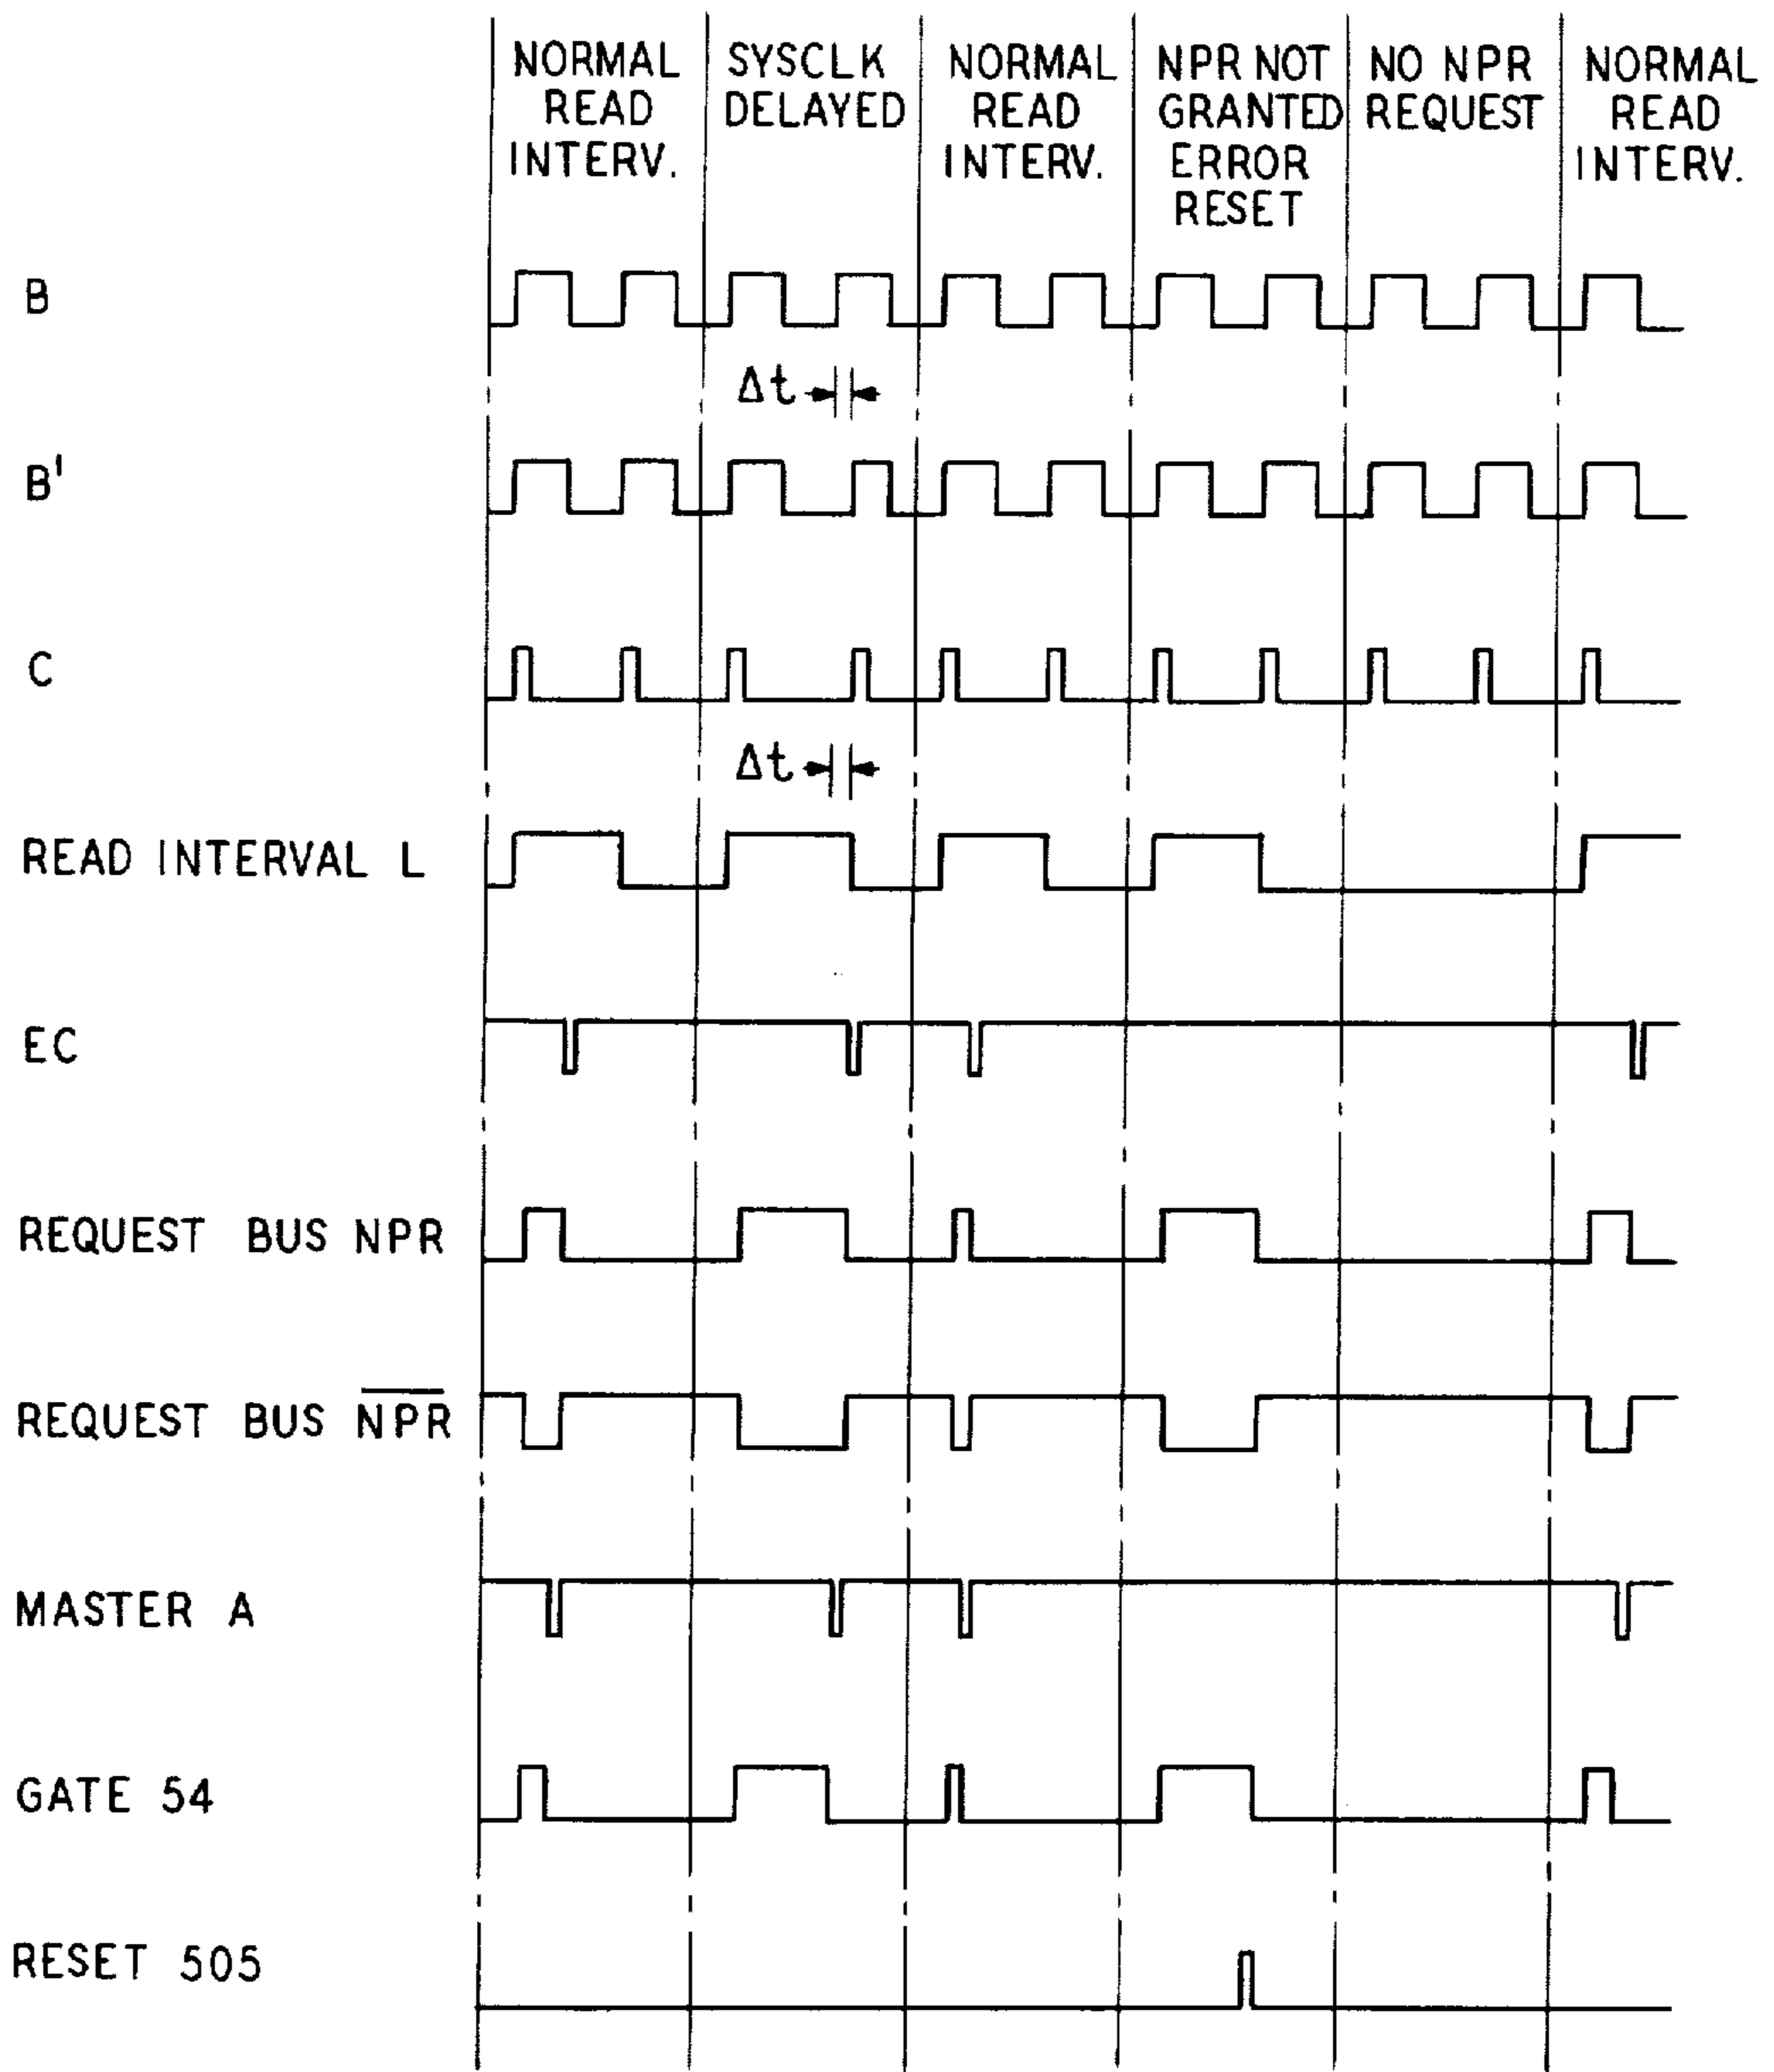 NORMAL
READ
INTERV.
SYSCLK
DELAYED
NORMAL
READ
INTERV.
NPR NOT
GRANTED
ERROR
RESET
NO NPR
REQUEST
NORMAL
READ
INTERV.
B
Δt
B'
C
Δt
READ INTERVAL L
EC
REQUEST BUS NPR
REQUEST BUS N̅P̅R̅
MASTER A
GATE 54
RESET 505